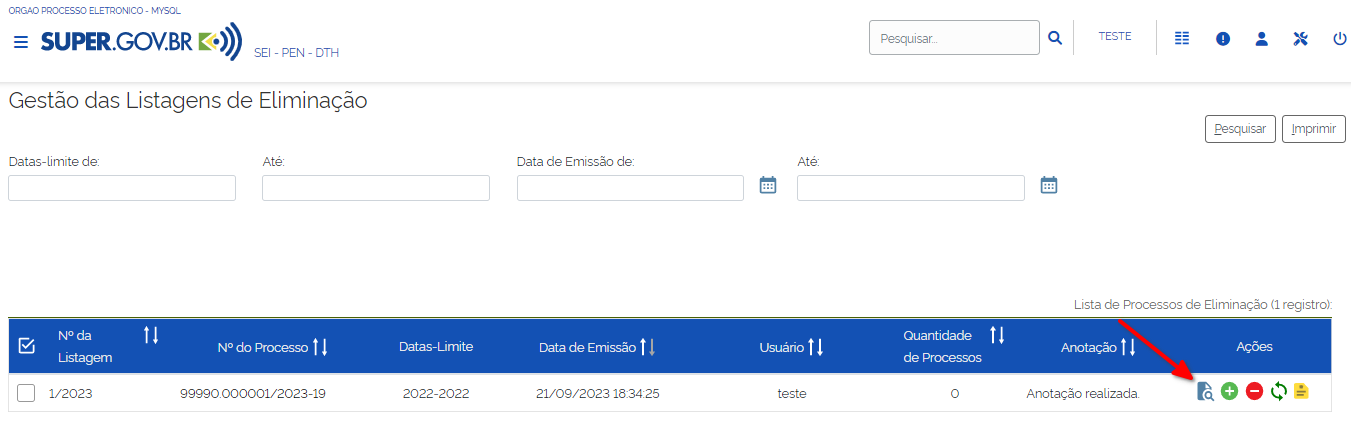 ORGAO PROCESSO ELETRONICO - MYSQL
SUPER.GOV.BR
SEI - PEN - DTH
Pesquisar...
TESTE
Gestão das Listagens de Eliminação
Pesquisar
Imprimir
Datas-limite de:
Até:
Data de Emissão de:
Até:
Lista de Processos de Eliminação (1 registro):
Nº da
Listagem
Nº do Processo
Datas-Limite
Data de Emissão
Usuário
Quantidade
de Processos
Anotação
Ações
1/2023
99990.000001/2023-19
2022-2022
21/09/2023 18:34:25
teste
0
Anotação realizada.